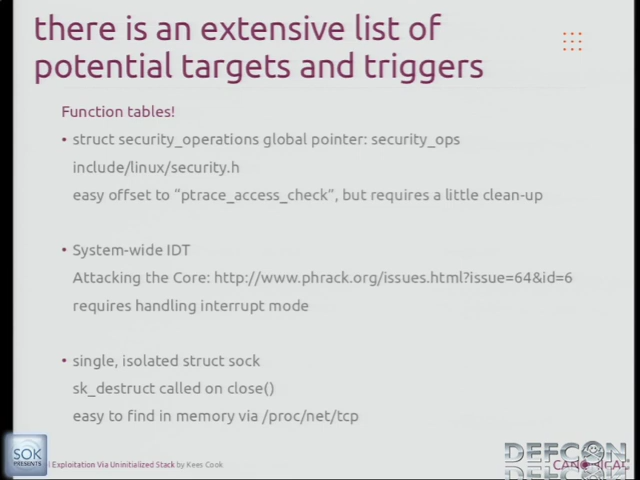 there is an extensive list of
potential targets and triggers
Function tables!
• struct security_operations global pointer: security_ops
include/linux/security.h
easy offset to “ptrace_access_check”, but requires a little clean-up
• System-wide IDT
Attacking the Core: http://www.phrack.org/issues.html?issue=64&id=6
requires handling interrupt mode
• single, isolated struct sock
sk_destruct called on close()
easy to find in memory via /proc/net/tcp
SOK
PRESENTS
Exploitation Via Uninitialized Stack by Kees Cook
DEFCON